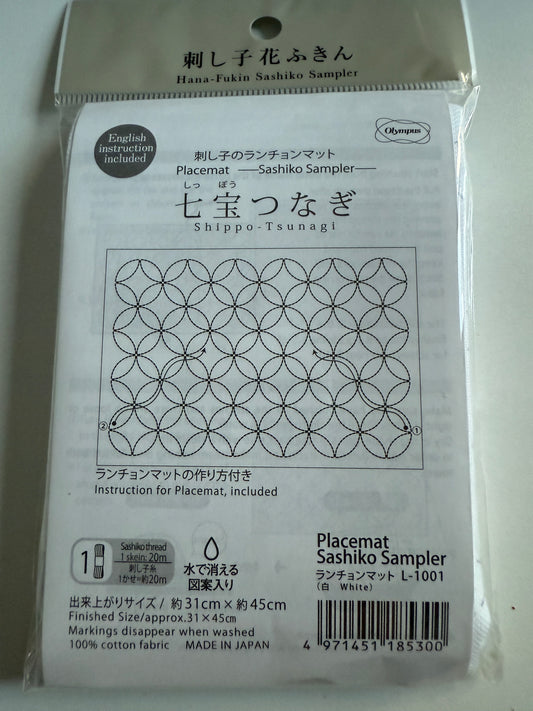 刺し子花ふきん
Hana-Fukin Sashiko Sampler
English
instruction
included
Olympus
刺し子のランチョンマット
Placemat ——Sashiko Sampler——
しっ ぽう
七宝つなぎ
Shippo-Tsunagi
②
①
ランチョンマットの作り方付き
Instruction for Placemat, included
1
Sashiko thread
1 skein: 20m
刺し子糸
1かせ=約20m
水で消える
図案入り
Placemat
Sashiko Sampler
ランチョンマット L-1001
(白 White)
出来上がりサイズ / 約31cm×約45cm
Finished Size/approx.31×45cm
Markings disappear when washed
100% cotton fabric MADE IN JAPAN
4 971451 185300